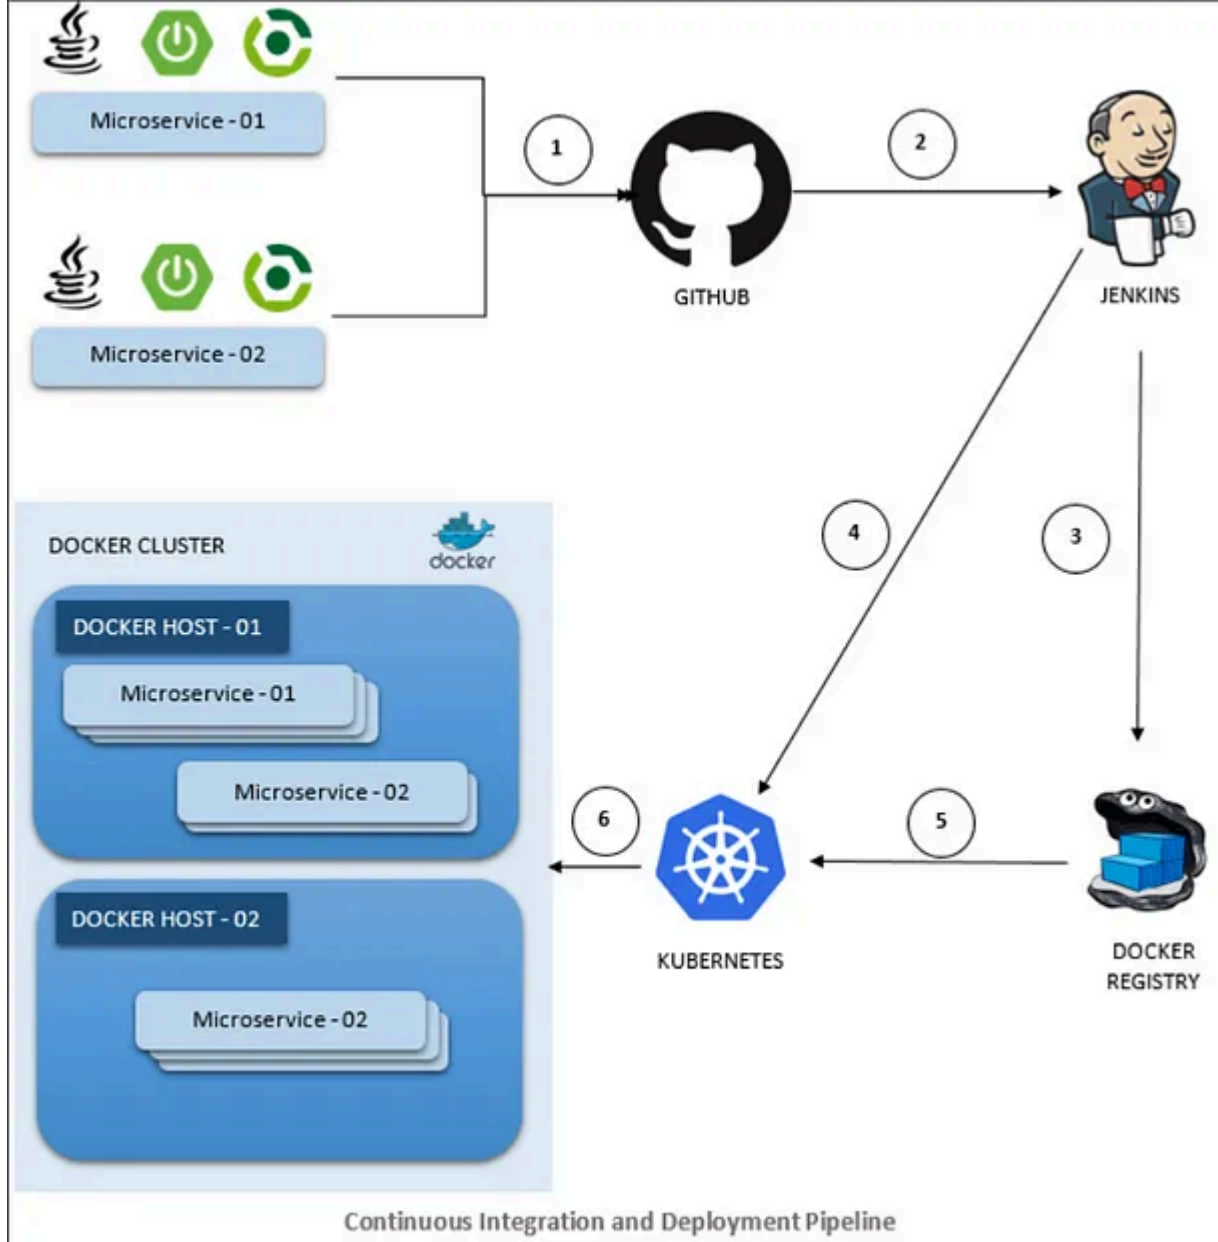 Microservice - 01
1
2
GITHUB
JENKINS
Microservice - 02
4
3
DOCKER CLUSTER
docker
DOCKER HOST - 01
Microservice - 01
Microservice - 02
6
5
DOCKER HOST - 02
KUBERNETES
DOCKER
REGISTRY
Microservice - 02
Continuous Integration and Deployment Pipeline